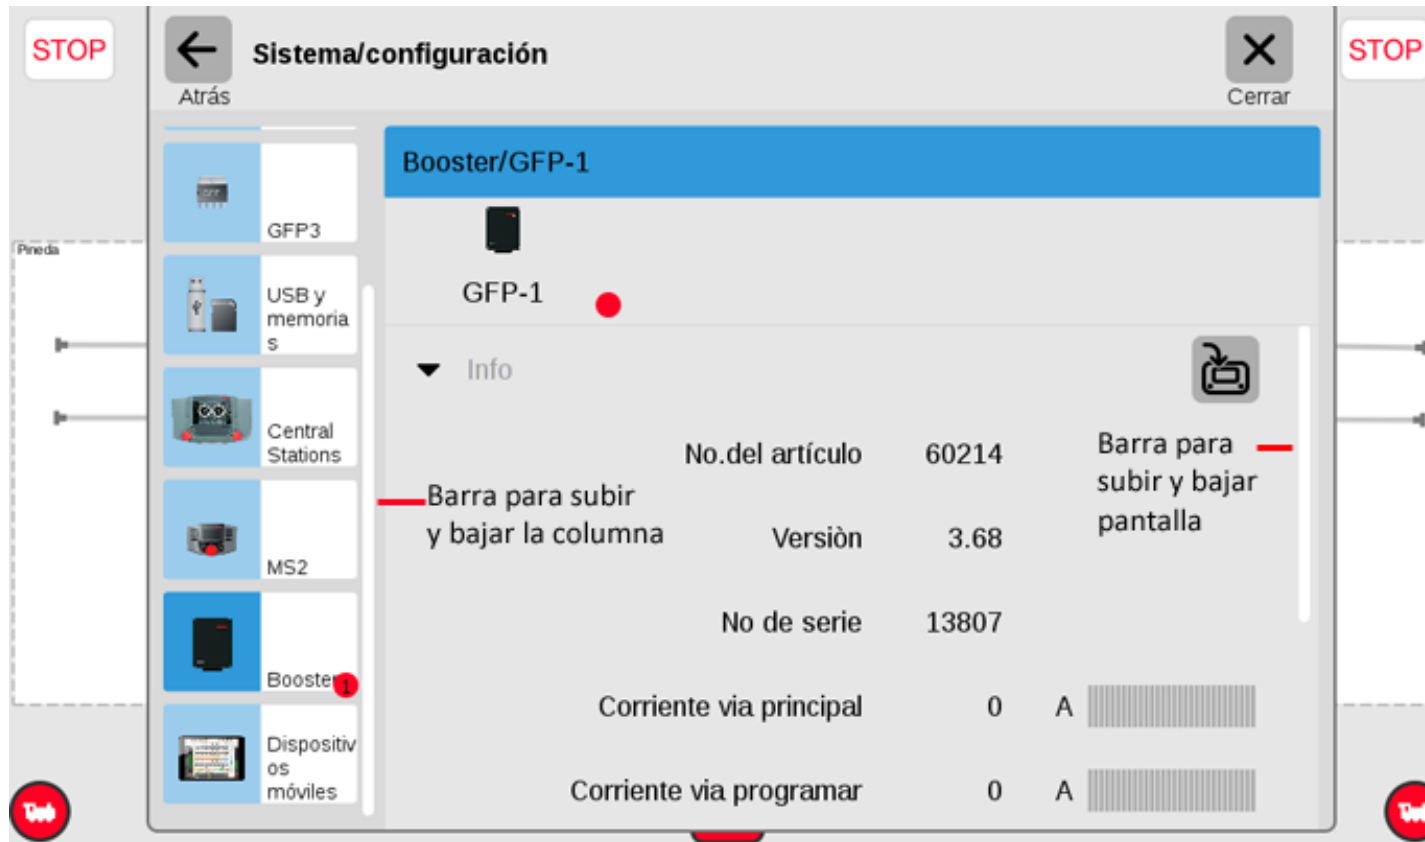 STOP
Atrás
Sistema/configuración
Cerrar
STOP
Pineda
GFP3
USB y
memoria
s
Central
Stations
MS2
Booster
1
Dispositiv
os
móviles
Booster/GFP-1
GFP-1
Info
No.del artículo 60214
Versiòn 3.68
No de serie 13807
Corriente via principal 0 A
Corriente via programar 0 A
Barra para subir
y bajar la columna
Barra para
subir y bajar
pantalla